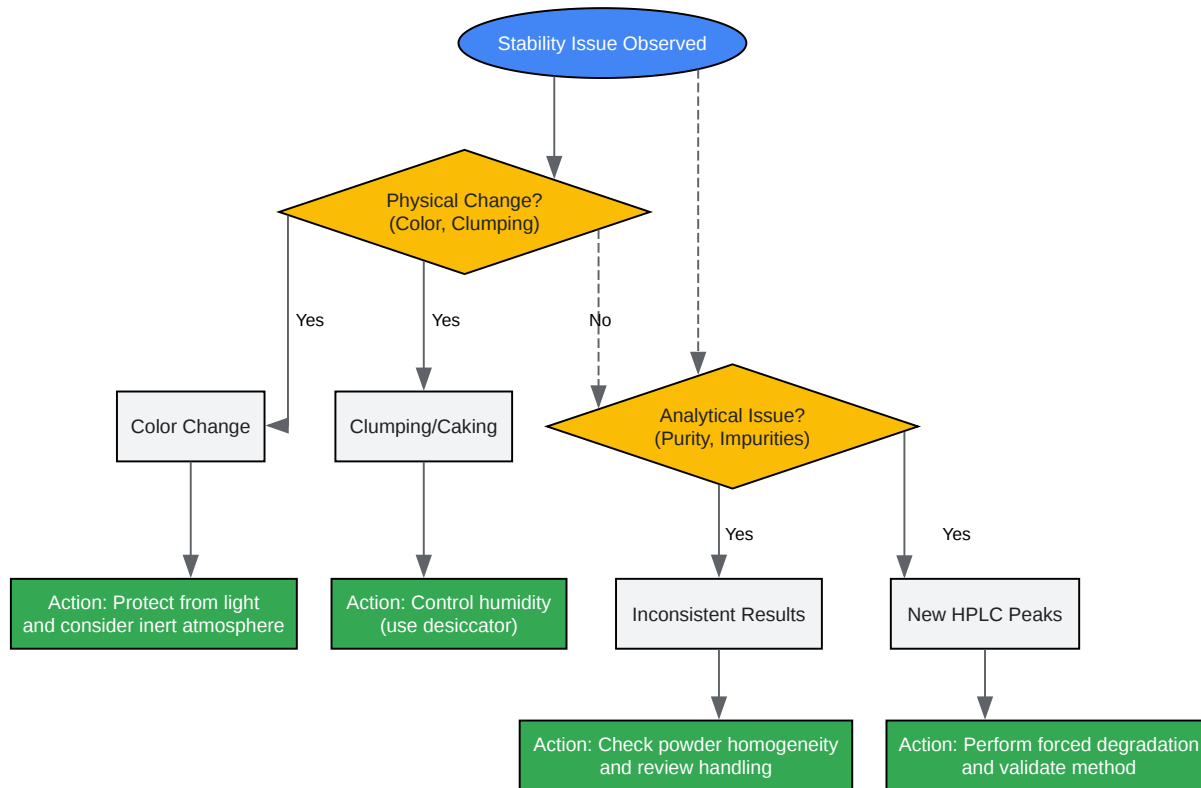 Stability Issue Observed
Physical Change?
(Color, Clumping)
Yes
Yes
No
Color Change
Clumping/Caking
Analytical Issue?
(Purity, Impurities)
Yes
Yes
Action: Protect from light
and consider inert atmosphere
Action: Control humidity
(use desiccator)
Inconsistent Results
New HPLC Peaks
Action: Check powder homogeneity
and review handling
Action: Perform forced degradation
and validate method